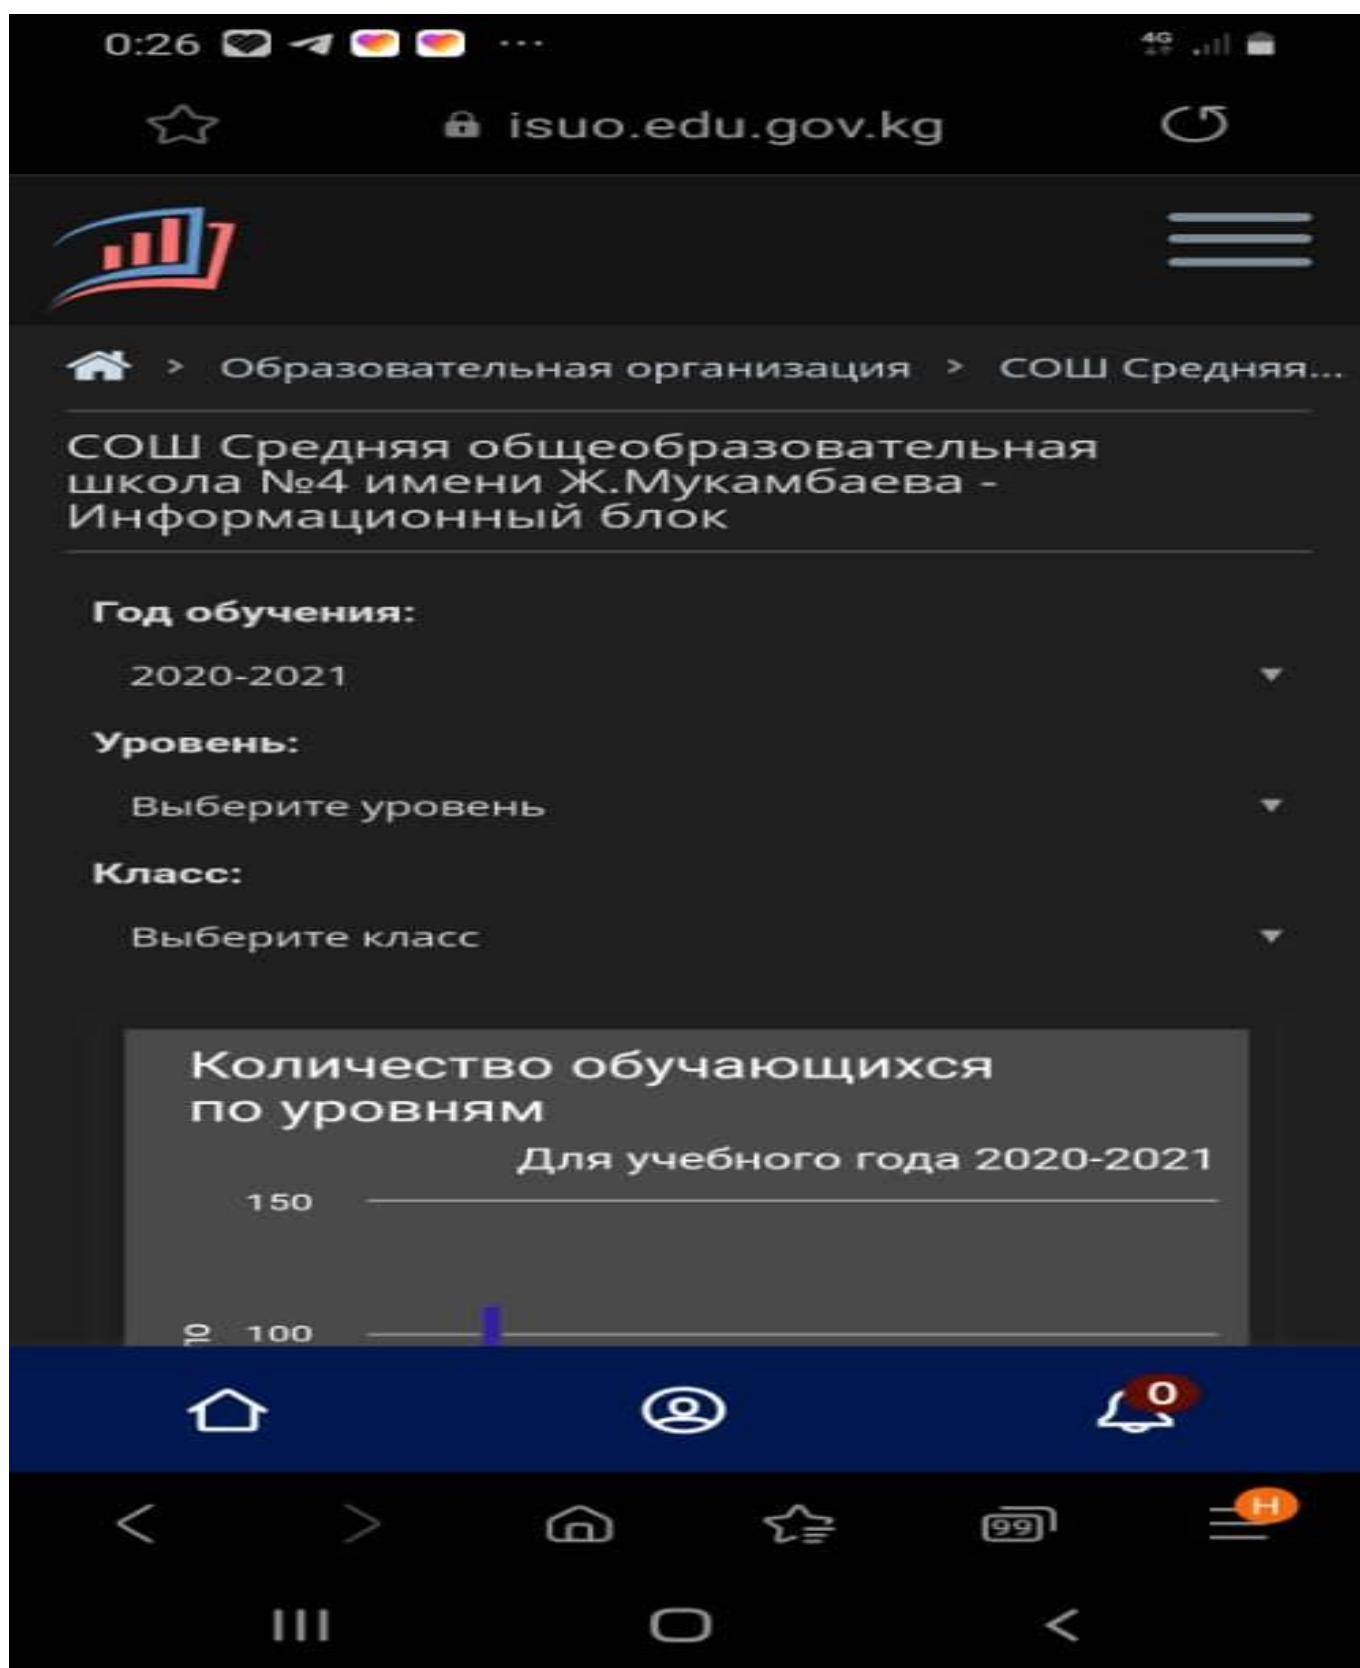 0:26 ... 4G
isuo.edu.gov.kg
> Образовательная организация > СОШ Средняя...
СОШ Средняя общеобразовательная
школа №4 имени Ж.Мукамбаева -
Информационный блок
Год обучения:
2020-2021
Уровень:
Выберите уровень
Класс:
Выберите класс
Количество обучающихся
по уровням
Для учебного года 2020-2021
150
100
0
99
H